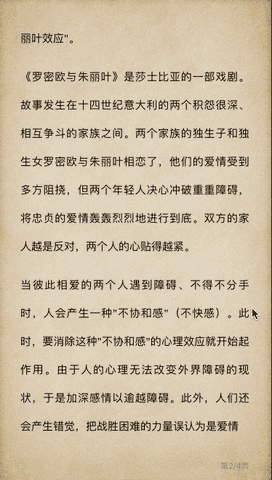 丽叶效应"。
《罗密欧与朱丽叶》是莎士比亚的一部戏剧。
故事发生在十四世纪意大利的两个积怨很深、
相互争斗的家族之间。两个家族的独生子和独
生女罗密欧与朱丽叶相恋了，他们的爱情受到
多方阻挠，但两个年轻人决心冲破重重障碍，
将忠贞的爱情轰轰烈烈地进行到底。双方的家
人越是反对，两个人的心贴得越紧。
当彼此相爱的两个人遇到障碍、不得不分手
时，人会产生一种"不协和感"（不快感）。此
时，要消除这种"不协和感"的心理效应就开始起
作用。由于人的心理无法改变外界障碍的现
状，于是加深感情以逾越障碍。此外，人们还
会产生错觉，把战胜困难的力量误认为是爱情
第2/4页